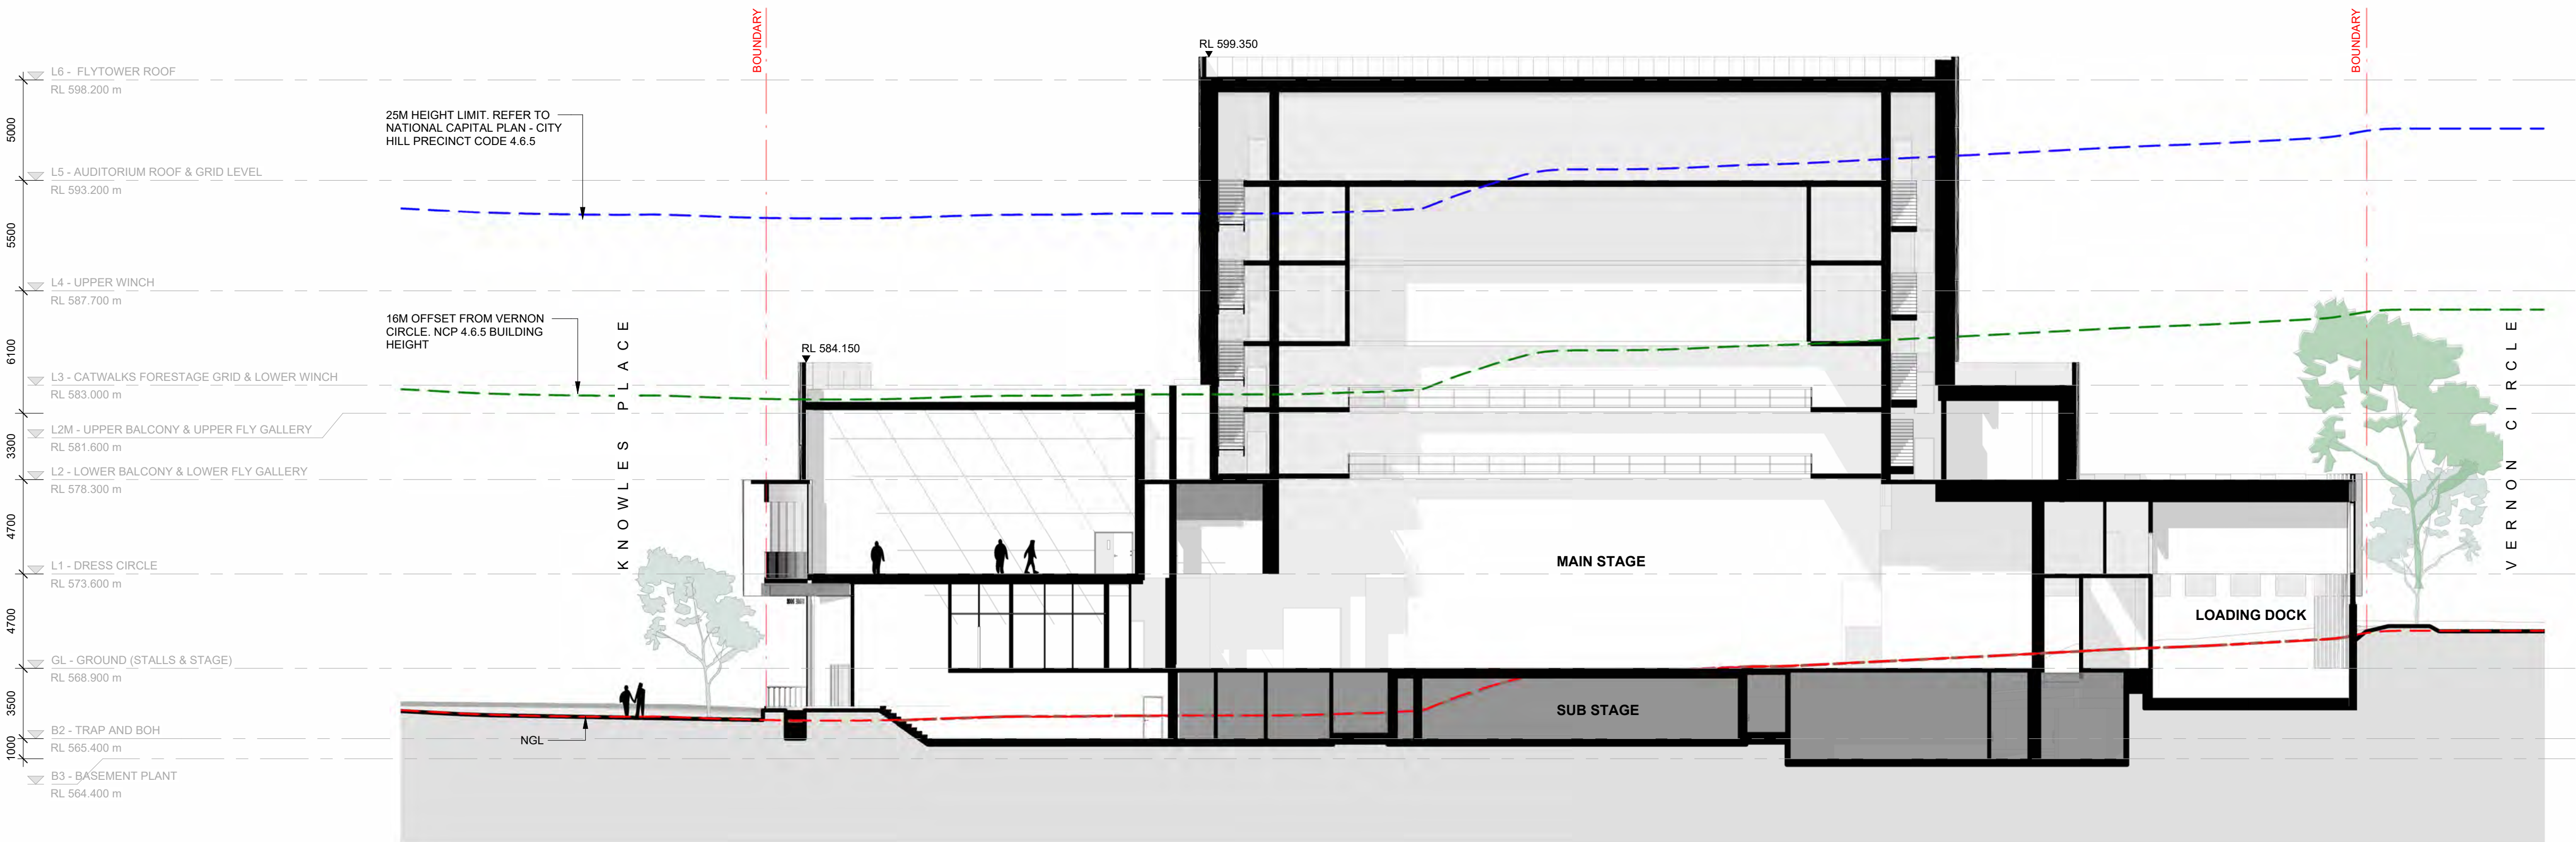 BOUNDARY
BOUNDARY
RL 599.350
L6 - FLYTOWER ROOF
RL 598.200 m
5000
25M HEIGHT LIMIT. REFER TO
NATIONAL CAPITAL PLAN - CITY
HILL PRECINCT CODE 4.6.5
L5 - AUDITORIUM ROOF & GRID LEVEL
RL 593.200 m
5500
L4 - UPPER WINCH
RL 587.700 m
16M OFFSET FROM VERNON
CIRCLE. NCP 4.6.5 BUILDING
HEIGHT
KNOWLES PLACE
VERNON CIRCLE
6100
RL 584.150
L3 - CATWALKS FORESTAGE GRID & LOWER WINCH
RL 583.000 m
L2M - UPPER BALCONY & UPPER FLY GALLERY
RL 581.600 m
3300
L2 - LOWER BALCONY & LOWER FLY GALLERY
RL 578.300 m
4700
MAIN STAGE
L1 - DRESS CIRCLE
RL 573.600 m
4700
LOADING DOCK
GL - GROUND (STALLS & STAGE)
RL 568.900 m
3500
SUB STAGE
B2 - TRAP AND BOH
RL 565.400 m
NGL
1000
B3 - BASEMENT PLANT
RL 564.400 m